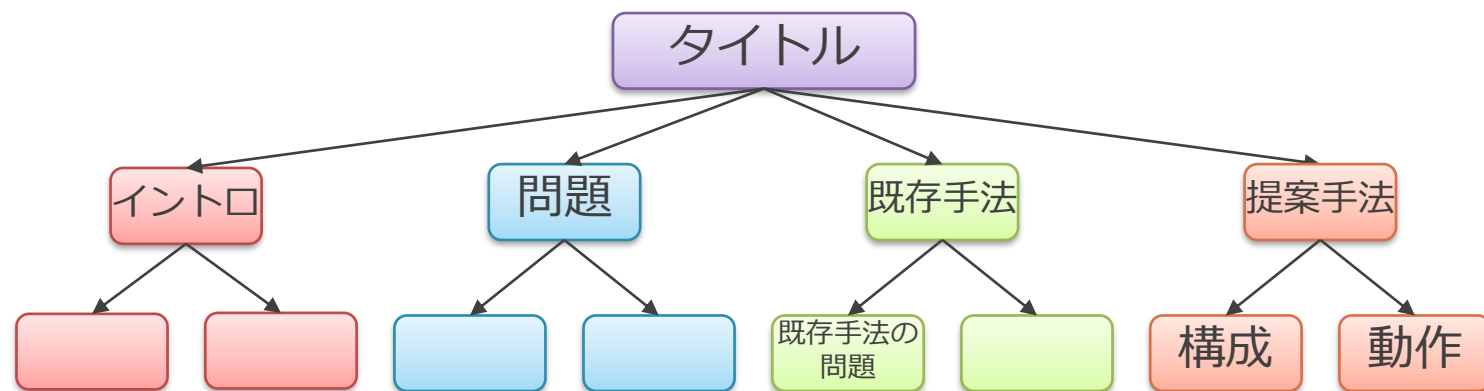 タイトル
イントロ
問題
既存手法
提案手法
既存手法の
問題
構成
動作